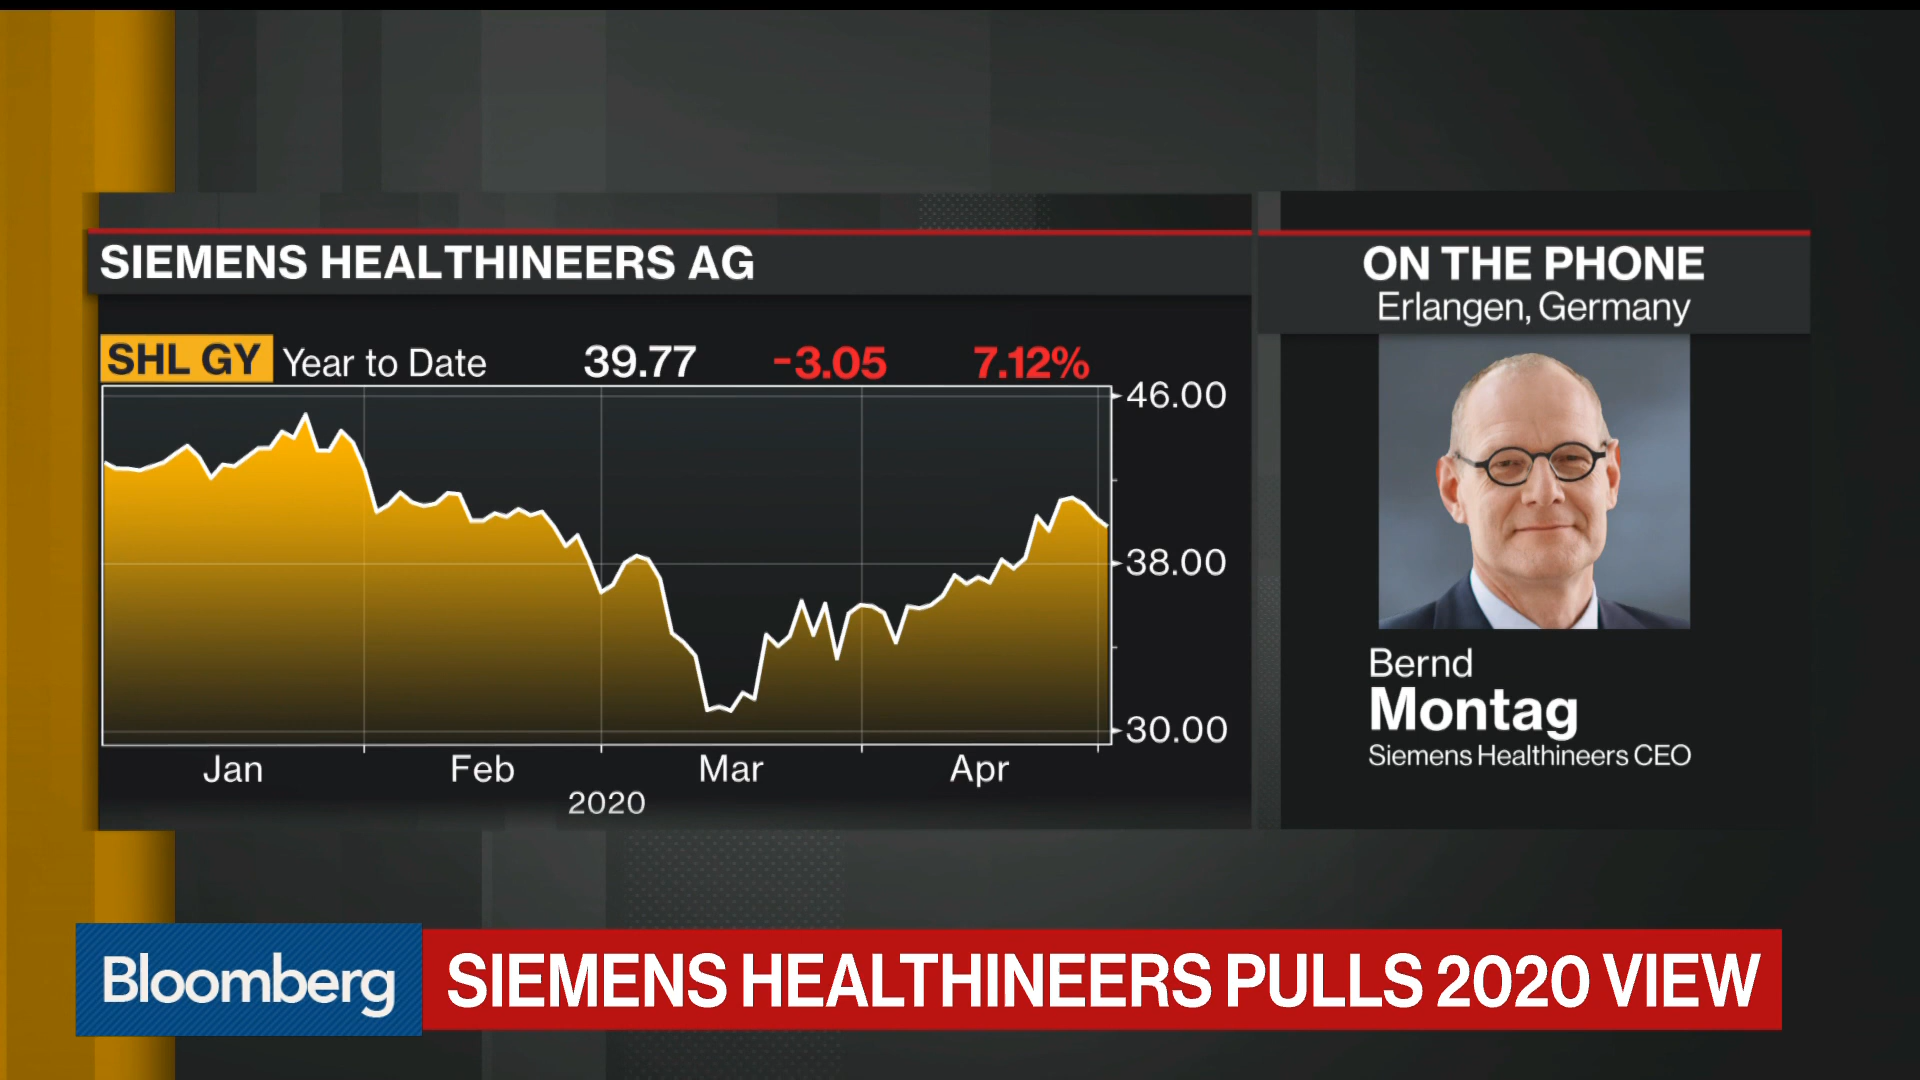 SIEMENS HEALTHINEERS AG
SHL GY Year to Date 39.77 -3.05 7.12%
46.00
38.00
30.00
Jan Feb Mar Apr
2020
ON THE PHONE
Erlangen, Germany
Bernd
Montag
Siemens Healthineers CEO
Bloomberg
SIEMENS HEALTHINEERS PULLS 2020 VIEW